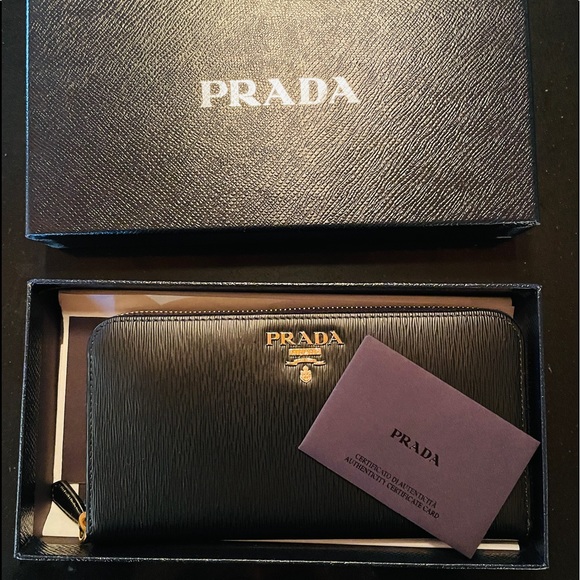 PRADA
PRADA
PRADA
CERTIFICATO DI AUTENTICITÀ
AUTHENTICITY CERTIFICATE CARD